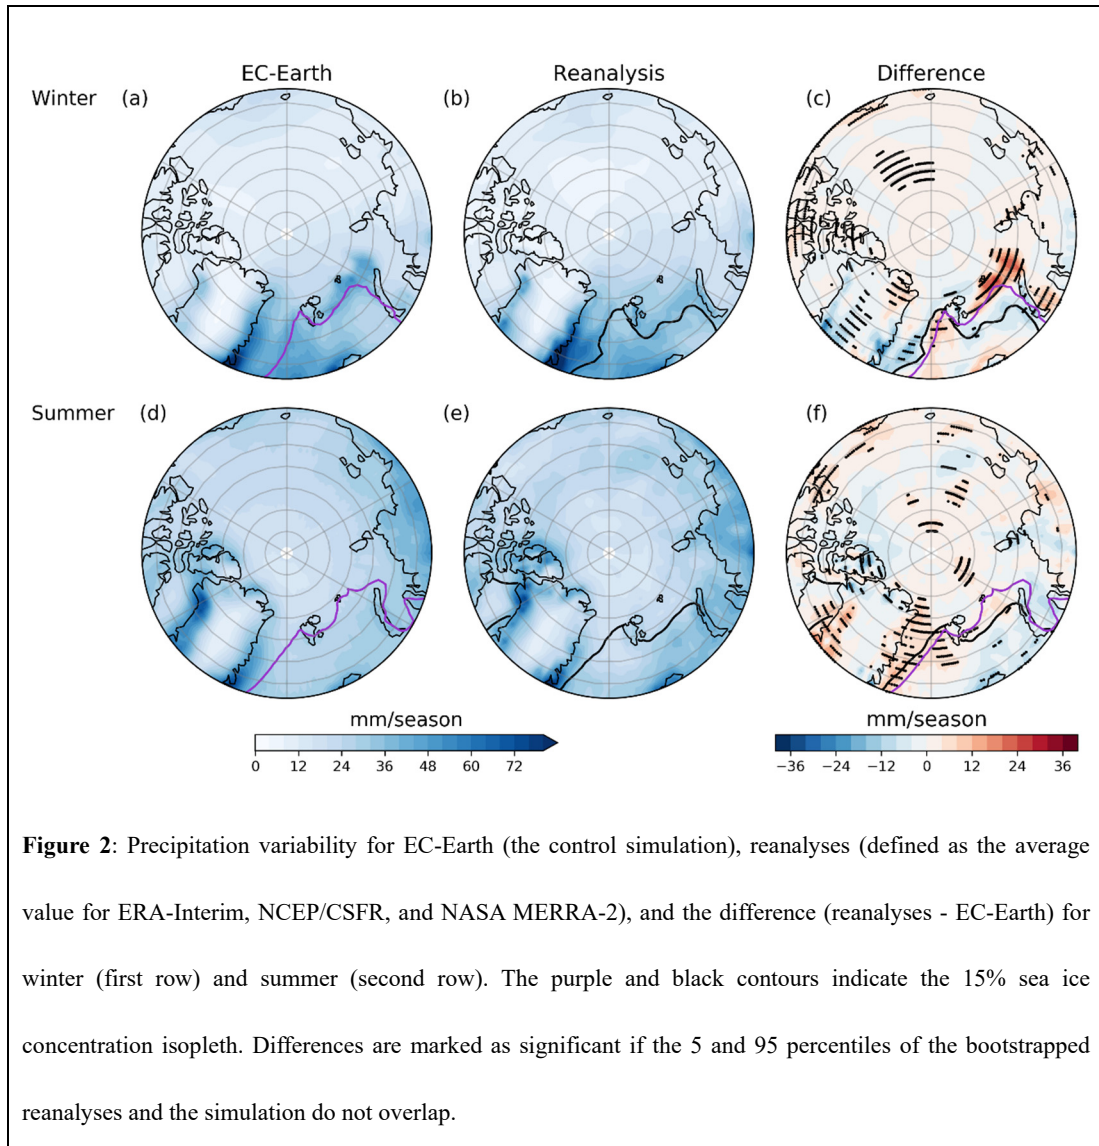 EC-Earth Reanalysis Difference
Winter (a) (b) (c)
Summer (d) (e) (f)
mm/season mm/season
0 12 24 36 48 60 72 −36 −24 −12 0 12 24 36
Figure 2: Precipitation variability for EC-Earth (the control simulation), reanalyses (defined as the average
value for ERA-Interim, NCEP/CSFR, and NASA MERRA-2), and the difference (reanalyses - EC-Earth) for
winter (first row) and summer (second row). The purple and black contours indicate the 15% sea ice
concentration isopleth. Differences are marked as significant if the 5 and 95 percentiles of the bootstrapped
reanalyses and the simulation do not overlap.